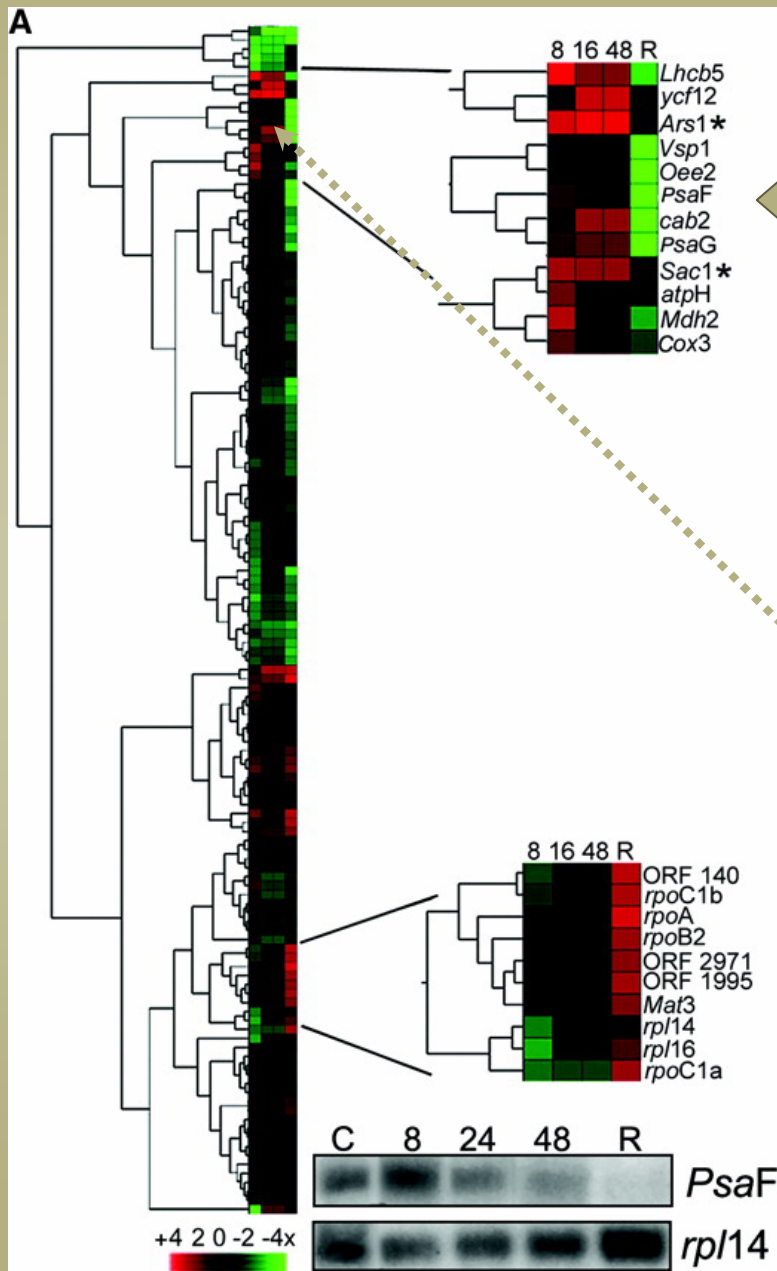 A
8 16 48 R
Lhcb5
ycf12
Ars1*
Vsp1
Oee2
PsaF
cab2
PsaG
Sac1*
atpH
Mdh2
Cox3
8 16 48 R
ORF 140
rpoC1b
rpoA
rpoB2
ORF 2971
ORF 1995
Mat3
rpl14
rpl16
rpoC1a
C 8 24 48 R
PsaF
rpl14
+4 2 0 -2 -4x